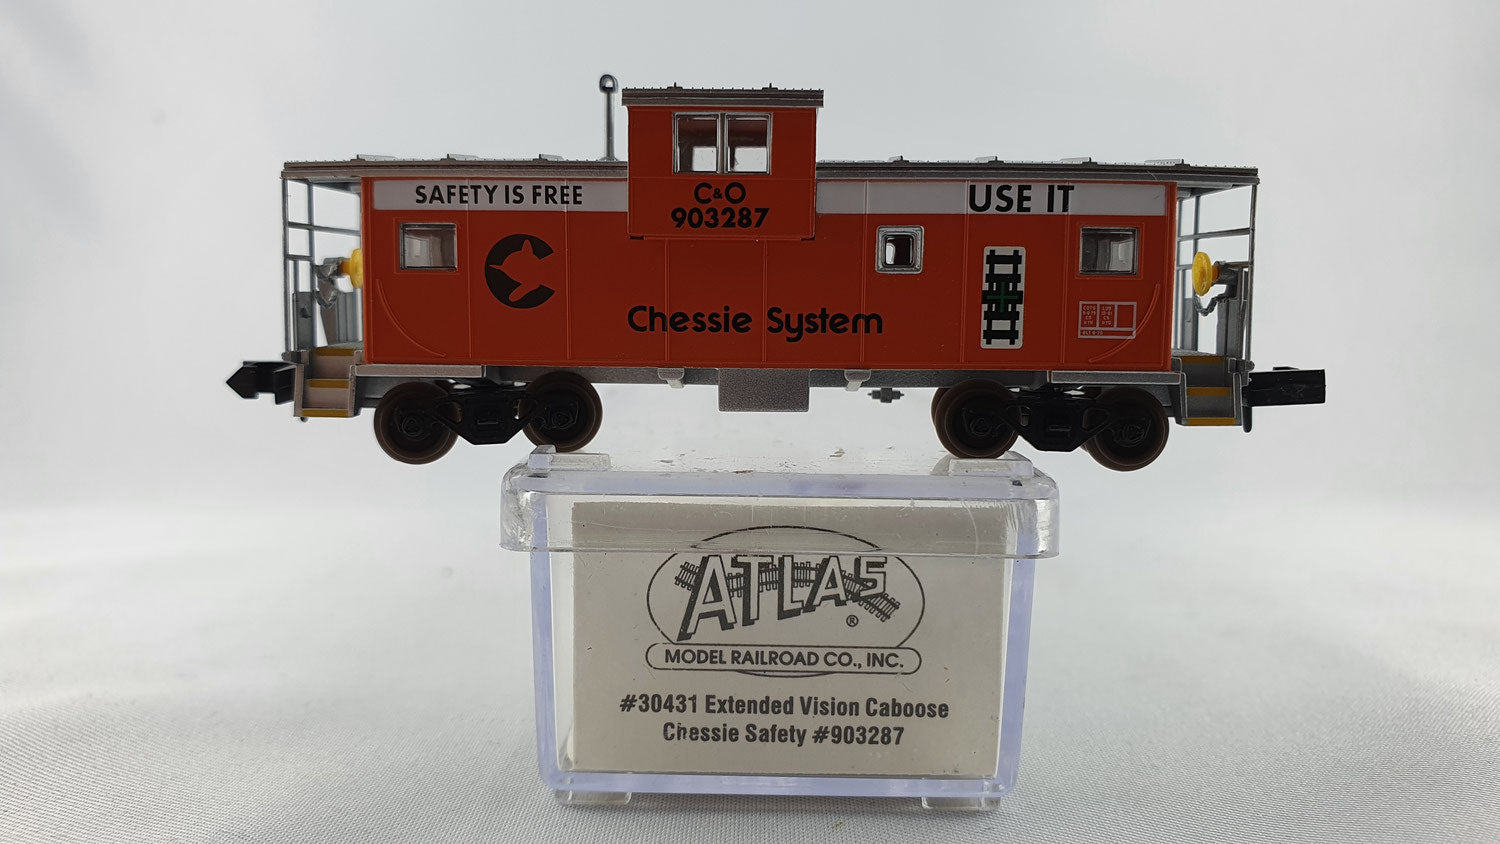 SAFETY IS FREE
C&O
903287
USE IT
Chessie System
ATLAS
®
MODEL RAILROAD CO., INC.
#30431 Extended Vision Caboose
Chessie Safety #903287